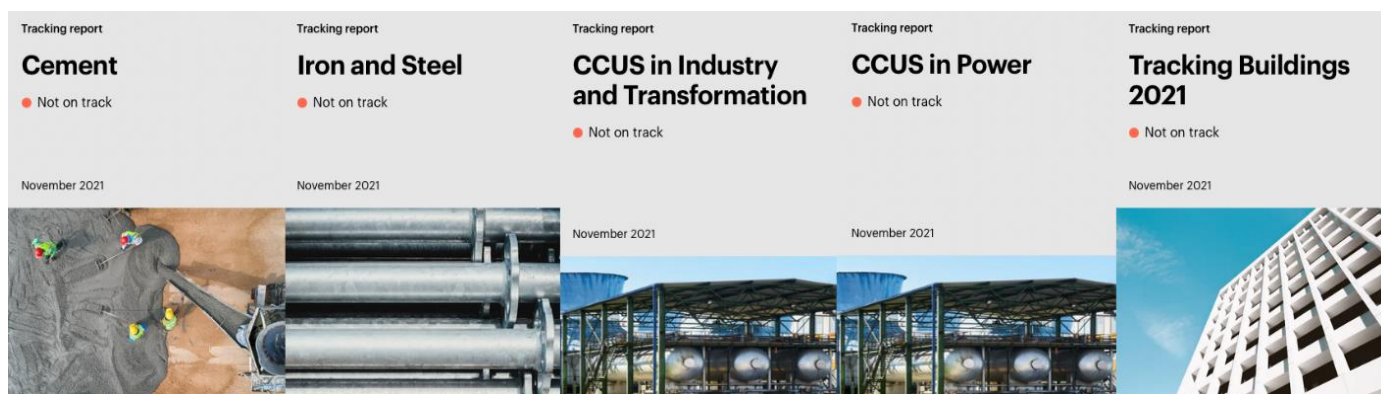 Tracking report
Cement
Not on track
November 2021
Tracking report
Iron and Steel
Not on track
November 2021
Tracking report
CCUS in Industry
and Transformation
Not on track
November 2021
Tracking report
CCUS in Power
Not on track
November 2021
Tracking report
Tracking Buildings
2021
Not on track
November 2021